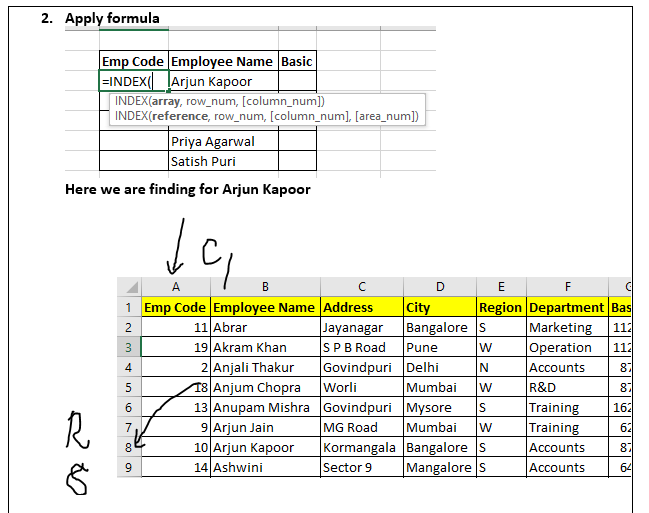 2. Apply formula
Emp Code Employee Name Basic
=INDEX( Arjun Kapoor
INDEX(array, row_num, [column_num])
INDEX(reference, row_num, [column_num], [area_num])
Priya Agarwal
Satish Puri
Here we are finding for Arjun Kapoor
C1
A B C D E F G
1 Emp Code Employee Name Address City Region Department Bas
2 11 Abrar Jayanagar Bangalore S Marketing 112
3 19 Akram Khan S P B Road Pune W Operation 112
4 2 Anjali Thakur Govindpuri Delhi N Accounts 87
5 18 Anjum Chopra Worli Mumbai W R&D 87
6 13 Anupam Mishra Govindpuri Mysore S Training 162
7 9 Arjun Jain MG Road Mumbai W Training 62
8 10 Arjun Kapoor Kormangala Bangalore S Accounts 87
9 14 Ashwini Sector 9 Mangalore S Accounts 64
R
8